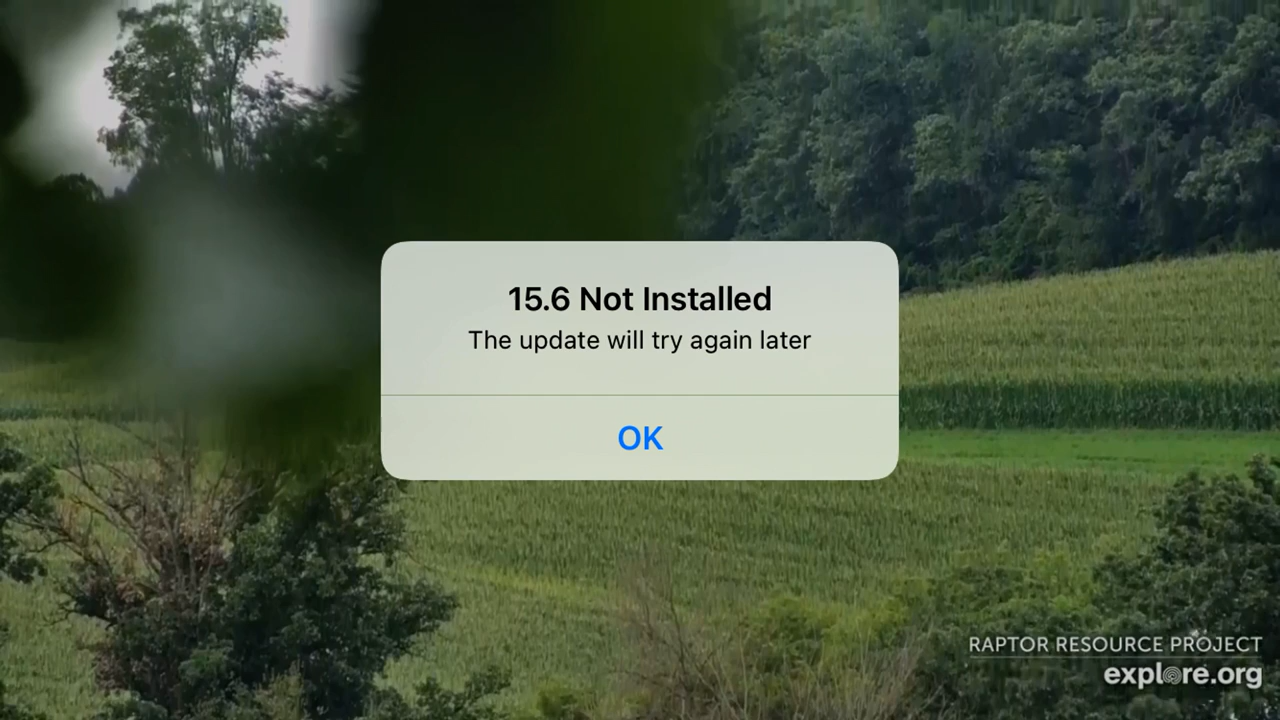 15.6 Not Installed
The update will try again later
OK
RAPTOR RESOURCE PROJECT
explore.org